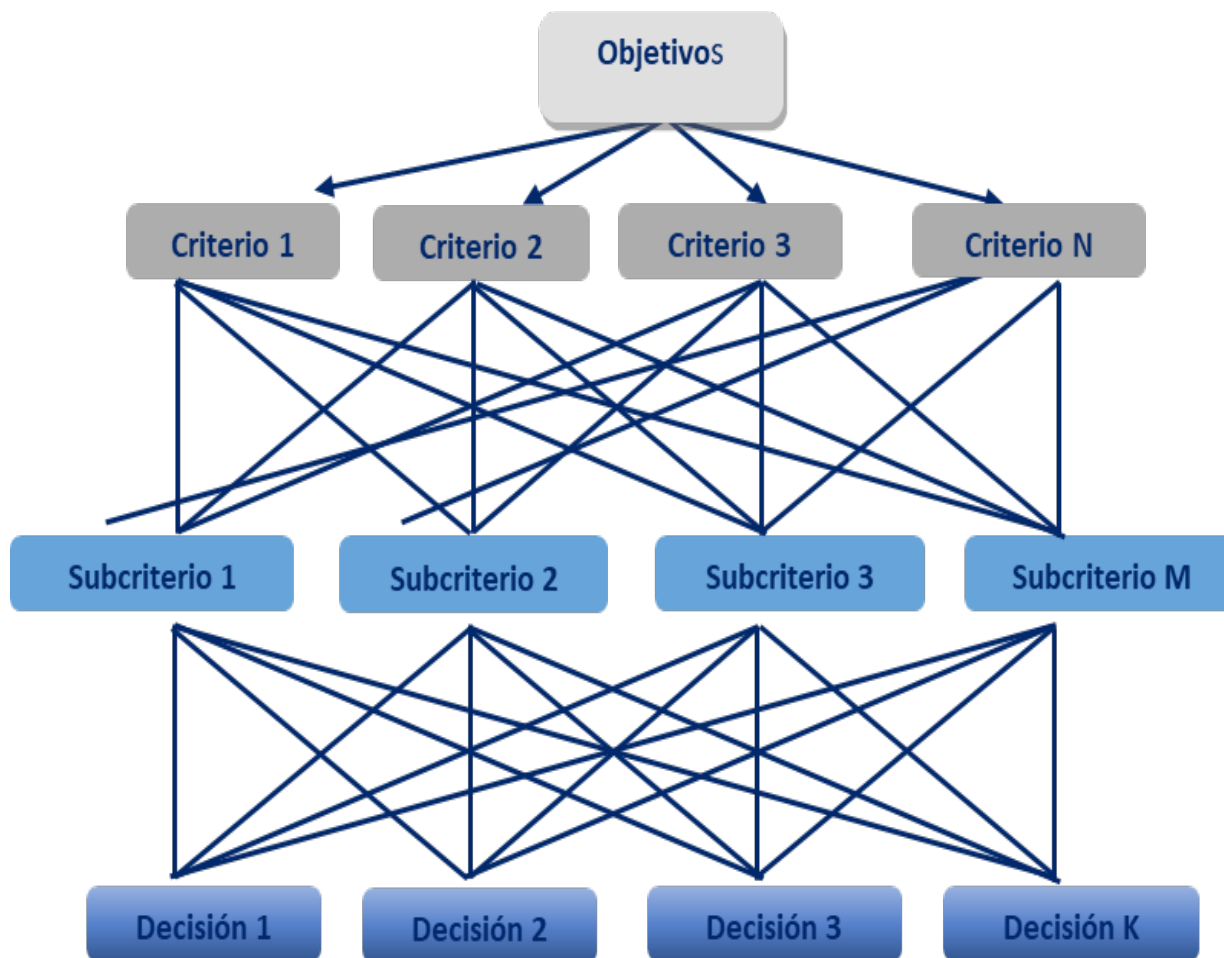 Objetivos
Criterio 1
Criterio 2
Criterio 3
Criterio N
Subcriterio 1
Subcriterio 2
Subcriterio 3
Subcriterio M
Decisión 1
Decisión 2
Decisión 3
Decisión K